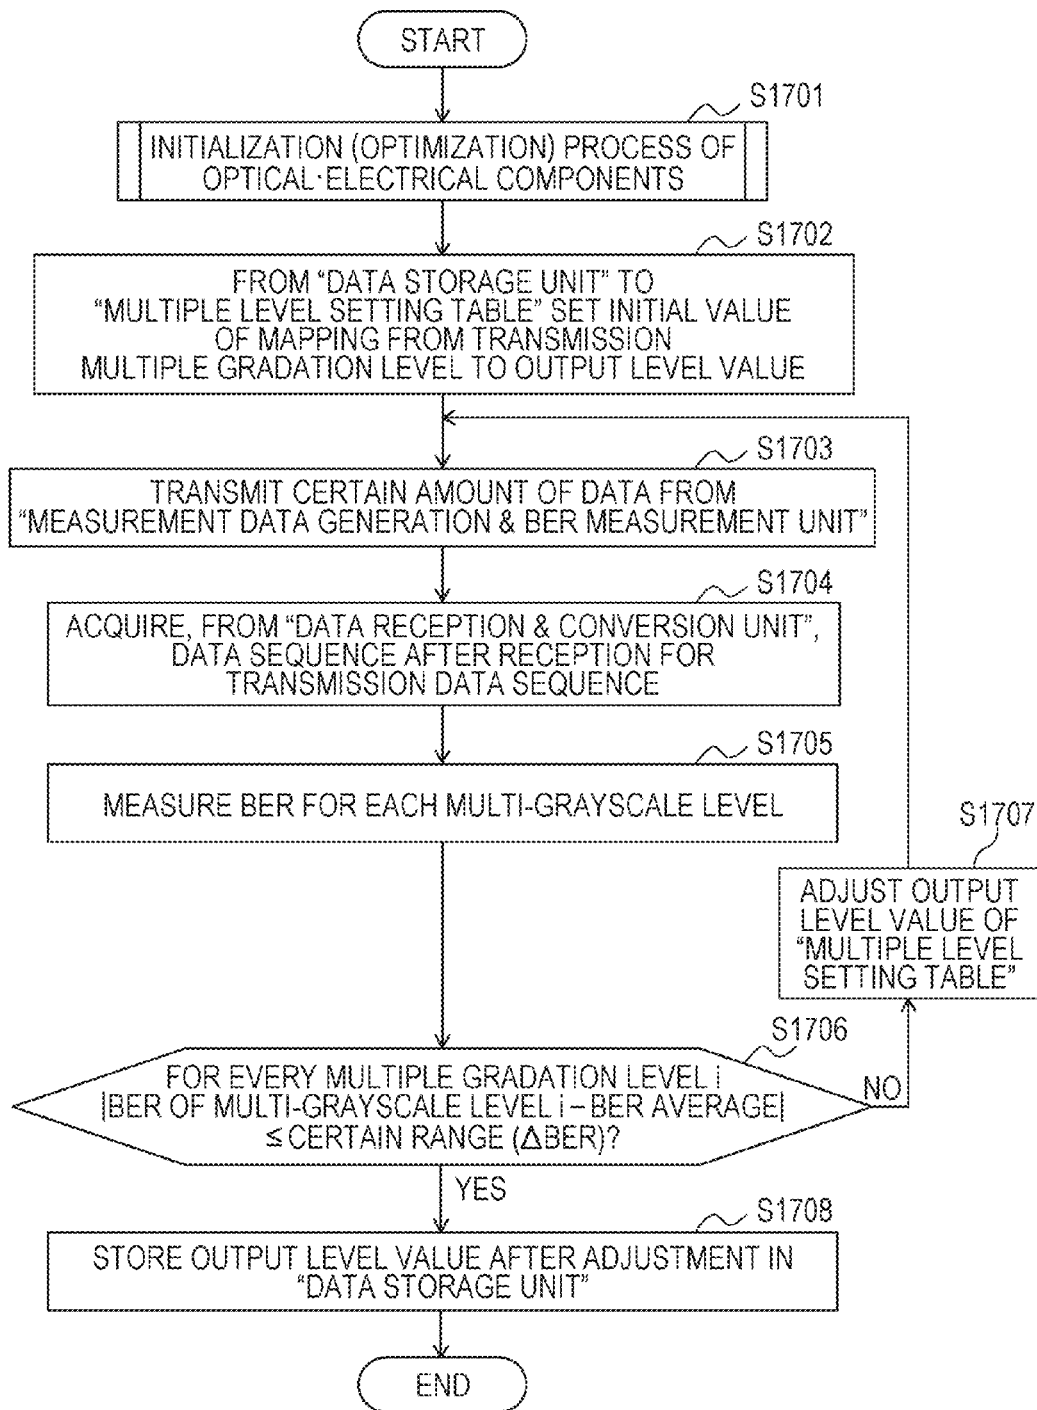 START
S1701
INITIALIZATION (OPTIMIZATION) PROCESS OF
OPTICAL·ELECTRICAL COMPONENTS
S1702
FROM “DATA STORAGE UNIT” TO
“MULTIPLE LEVEL SETTING TABLE” SET INITIAL VALUE
OF MAPPING FROM TRANSMISSION
MULTIPLE GRADATION LEVEL TO OUTPUT LEVEL VALUE
S1703
TRANSMIT CERTAIN AMOUNT OF DATA FROM
“MEASUREMENT DATA GENERATION & BER MEASUREMENT UNIT”
S1704
ACQUIRE, FROM “DATA RECEPTION & CONVERSION UNIT”,
DATA SEQUENCE AFTER RECEPTION FOR
TRANSMISSION DATA SEQUENCE
S1705
MEASURE BER FOR EACH MULTI-GRAYSCALE LEVEL
S1707
ADJUST OUTPUT
LEVEL VALUE OF
“MULTIPLE LEVEL
SETTING TABLE”
S1706
FOR EVERY MULTIPLE GRADATION LEVEL i
|BER OF MULTI-GRAYSCALE LEVEL i – BER AVERAGE|
≤ CERTAIN RANGE (ΔBER)?
NO
YES
S1708
STORE OUTPUT LEVEL VALUE AFTER ADJUSTMENT IN
“DATA STORAGE UNIT”
END